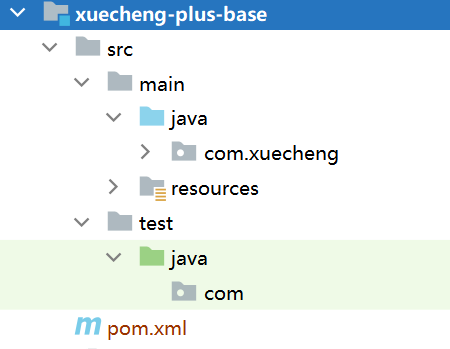 xuecheng-plus-base
src
main
java
com.xuecheng
resources
test
java
com
pom.xml